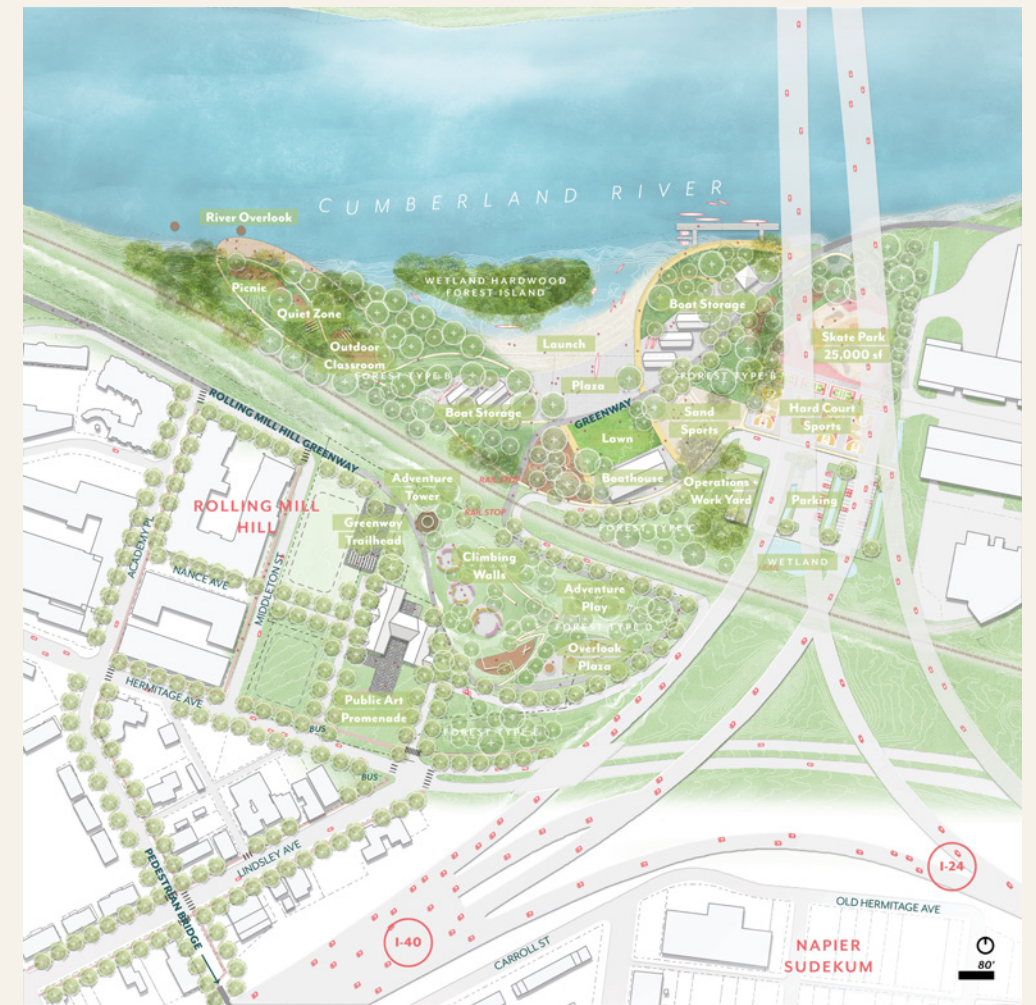 CUMBERLAND RIVER
River Overlook
WETLAND HARDWOOD
FOREST ISLAND
Picnic
Quiet Zone
Boat Storage
Outdoor
Classroom
Launch
Skate Park
25,000 sf
FOREST TYPE
FOREST TYPE B
Plaza
Boat Storage
GREENWAY
Sand
Sports
Hard Court
Sports
ROLLING MILL HILL GREENWAY
Lawn
Adventure
Tower
RAIL STOP
Boathouse
Operations
Work Yard
Parking
ROLLING MILL
HILL
RAIL STOP
Greenway
Trailhead
FOREST TYPE C
ACADEMY PL
Climbing
Walls
WETLAND
NANCE AVE
MIDDLETON ST
Adventure
Play
FOREST TYPE D
Overlook
Plaza
HERMITAGE AVE
Public Art
Promenade
BUS
FOREST TYPE
BUS
LINDSLEY AVE
PEDESTRIAN BRIDGE
I-24
OLD HERMITAGE AVE
I-40
CARROLL ST
NAPIER
SUDEKUM
80'